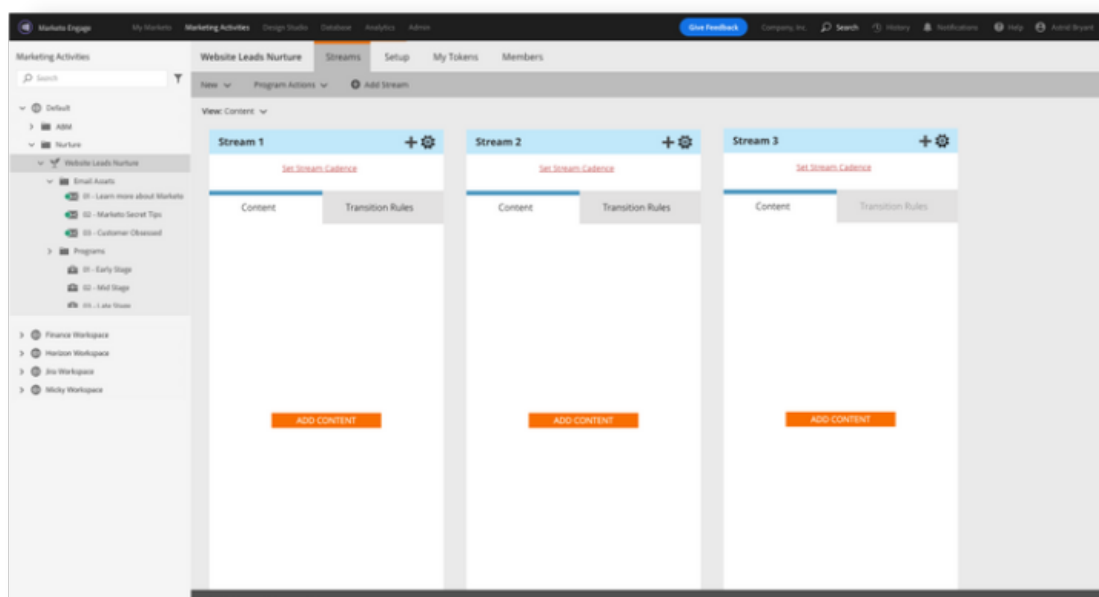 Marketo Engage My Marketo Marketing Activities Design Studio Database Analytics Admin Give Feedback Company, Inc. Search History Notifications Help Astrid Bryant
Marketing Activities
Search
Default
ABM
Nurture
Website Leads Nurture
Email Assets
01 - Learn more about Marketo
02 - Marketo Secret Tips
03 - Customer Obsessed
Programs
01 - Early Stage
02 - Mid Stage
03 - Late Stage
Finance Workspace
Horizon Workspace
Jira Workspace
Micky Workspace
Website Leads Nurture Streams Setup My Tokens Members
New Program Actions Add Stream
View: Content
Stream 1
Set Stream Cadence
Content Transition Rules
ADD CONTENT
Stream 2
Set Stream Cadence
Content Transition Rules
ADD CONTENT
Stream 3
Set Stream Cadence
Content Transition Rules
ADD CONTENT